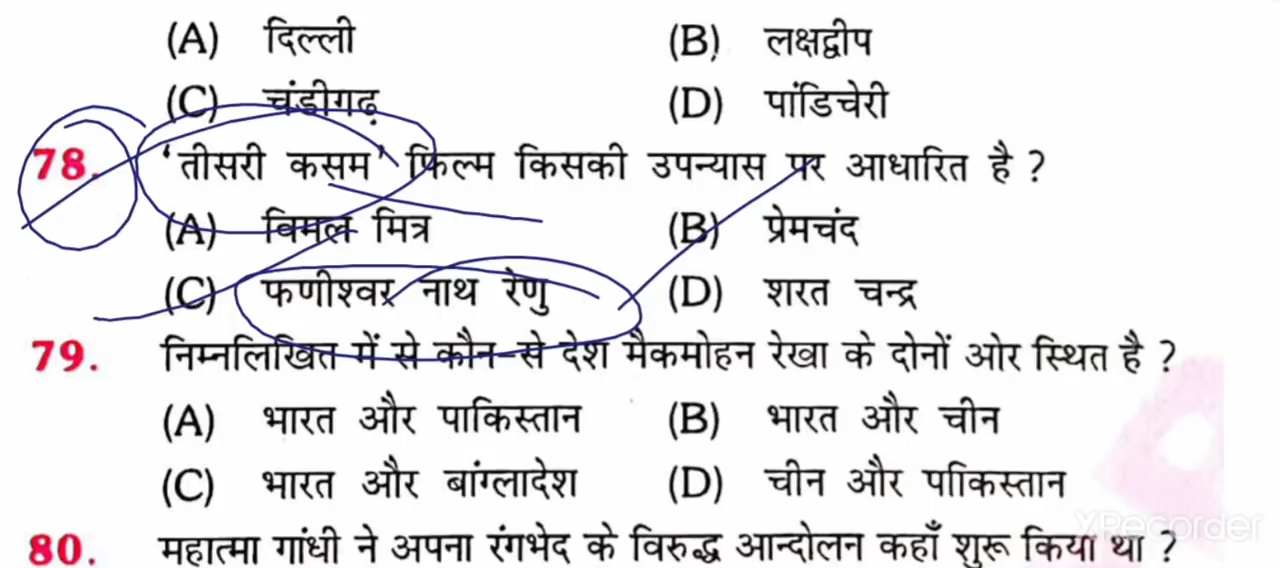 (A) दिल्ली (B) लक्षद्वीप
(C) चंडीगढ़ (D) पांडिचेरी
78. 'तीसरी कसम' फिल्म किसकी उपन्यास पर आधारित है ?
(A) विमल मित्र (B) प्रेमचंद
(C) फणीश्वर नाथ रेणु (D) शरत चन्द्र
79. निम्नलिखित में से कौन-से देश मैकमोहन रेखा के दोनों ओर स्थित है ?
(A) भारत और पाकिस्तान (B) भारत और चीन
(C) भारत और बांग्लादेश (D) चीन और पाकिस्तान
80. महात्मा गांधी ने अपना रंगभेद के विरुद्ध आन्दोलन कहाँ शुरू किया था ?
XRecorder